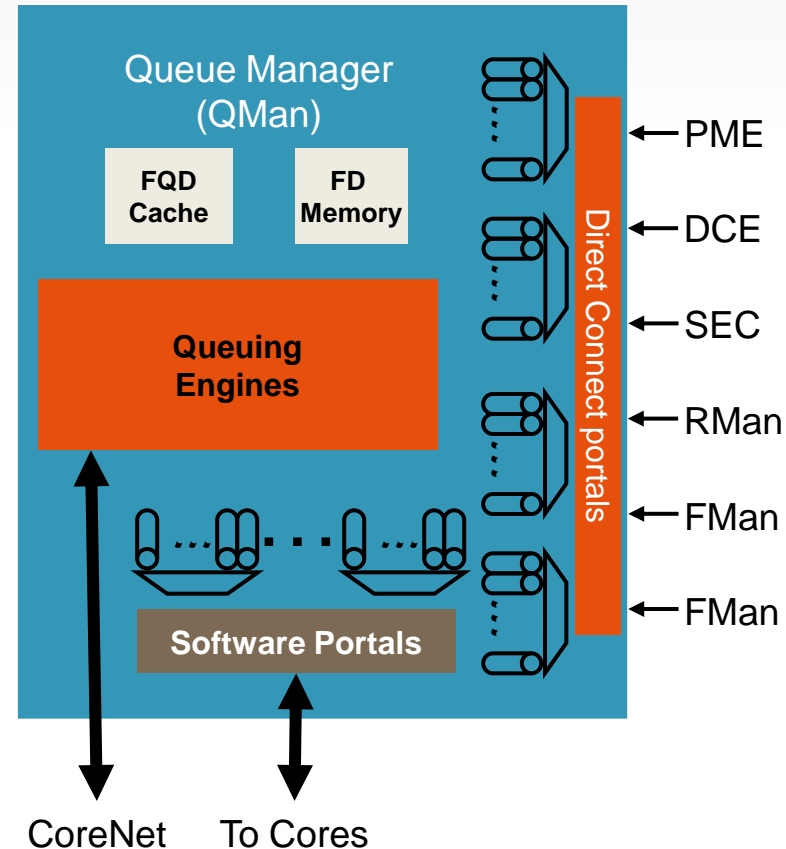 Queue Manager
(QMan)
FQD
Cache
FD
Memory
Queuing
Engines
Software Portals
Direct Connect portals
PME
DCE
SEC
RMan
FMan
FMan
CoreNet
To Cores